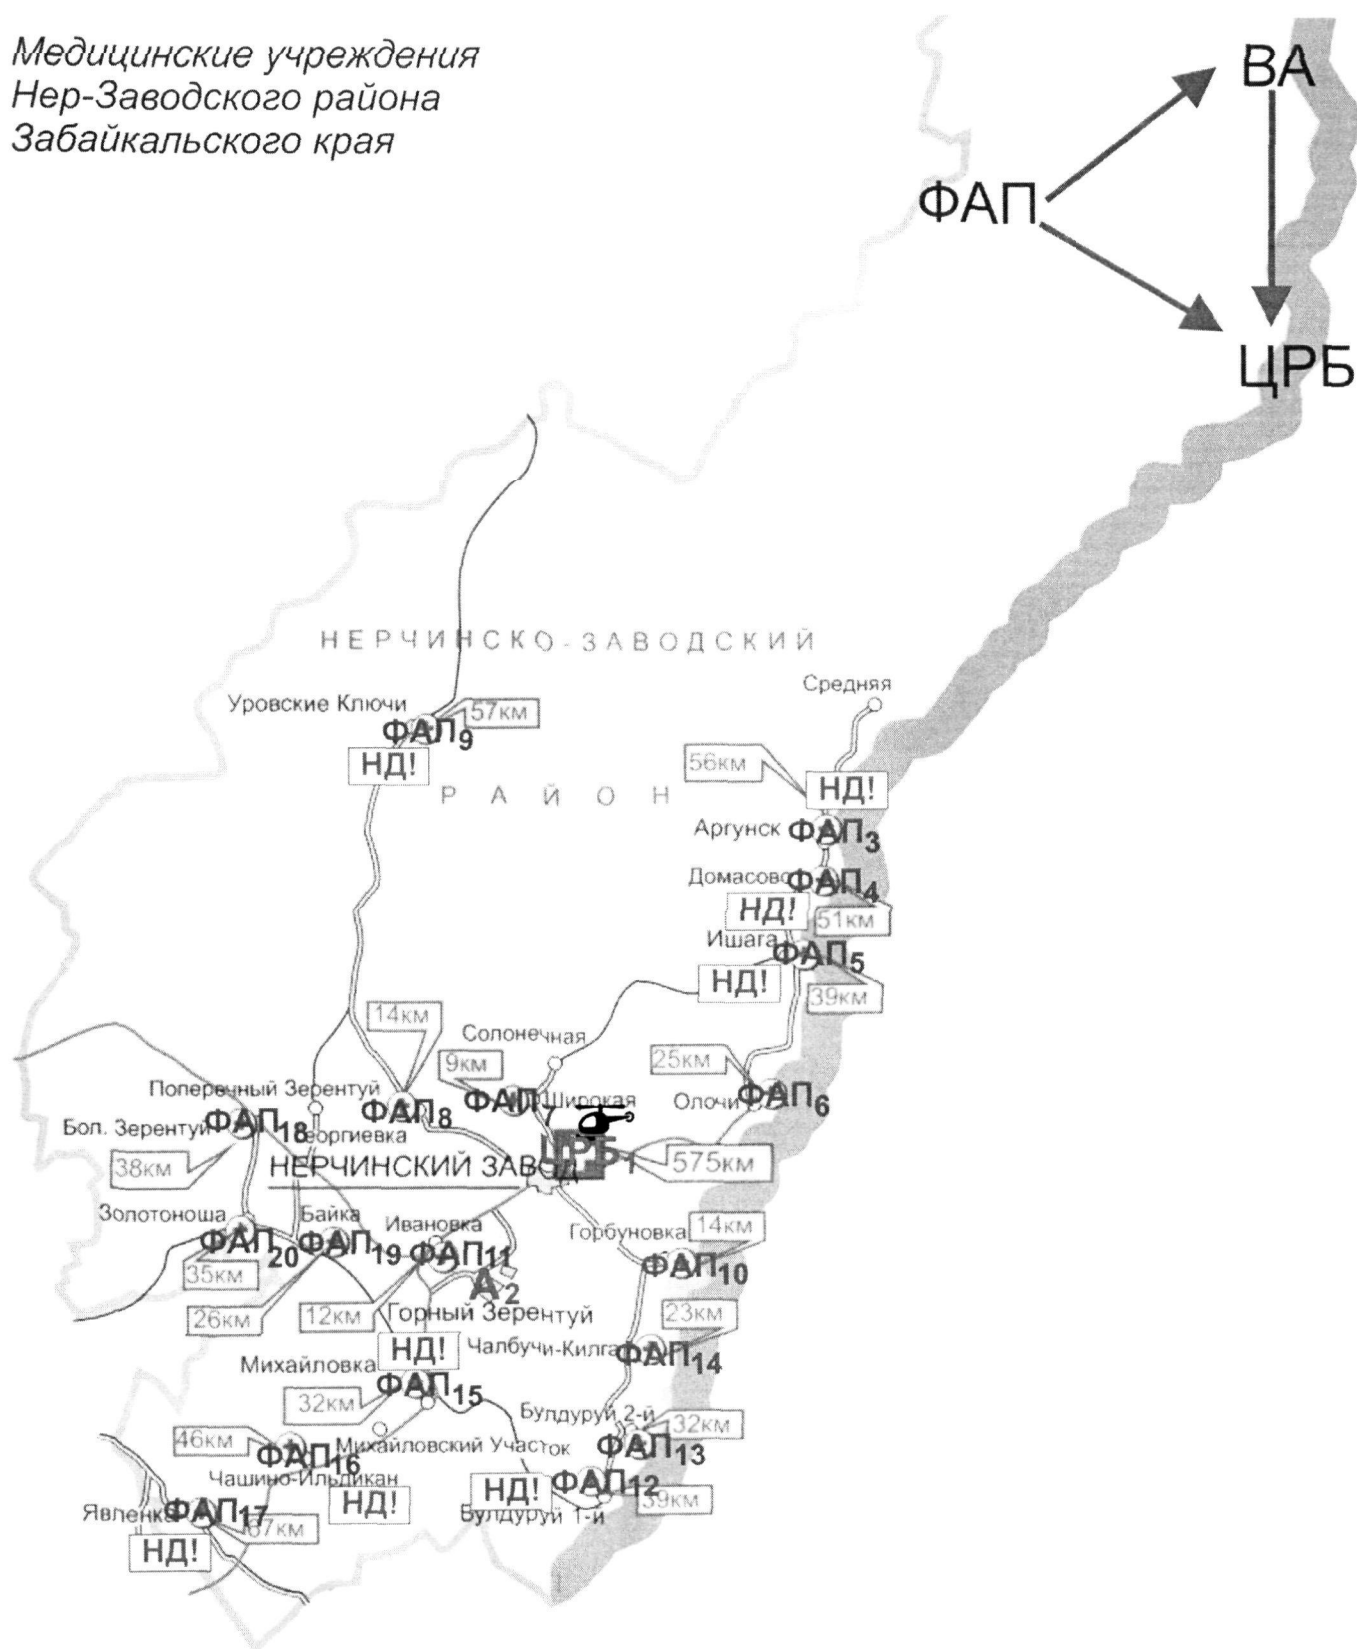 Медицинские учреждения
Нер-Заводского района
Забайкальского края
ВА
ФАП
ЦРБ
НЕРЧИНСКО-ЗАВОДСКИЙ
Средняя
Уровские Ключи
57км
ФАП9
НД!
56км
НД!
РАЙОН
Аргунск ФАП3
Домасово ФАП4
НД!
51км
Ишага
ФАП5
НД!
39км
14км
Солонечная
9км
25км
Поперечный Зерентуй
ФАП8
ФАП7
Широкая
Олочи
ФАП6
Бол. Зерентуй
ФАП18
Георгиевка
38км
НЕРЧИНСКИЙ ЗАВОД
ЦРБ1
575км
Золотоноша
Байка
Ивановка
Горбуновка
14км
ФАП20
ФАП19
ФАП11
ФАП10
35км
А2
26км
12км
Горный Зерентуй
23км
НД!
Чалбучи-Килга
ФАП14
Михайловка
ФАП15
32км
Булдуруй 2-й
32км
46км
ФАП16
Михайловский Участок
ФАП13
Чашино-Ильдикан
НД!
НД!
ФАП12
39км
Булдуруй 1-й
Явленка
ФАП17
67км
НД!